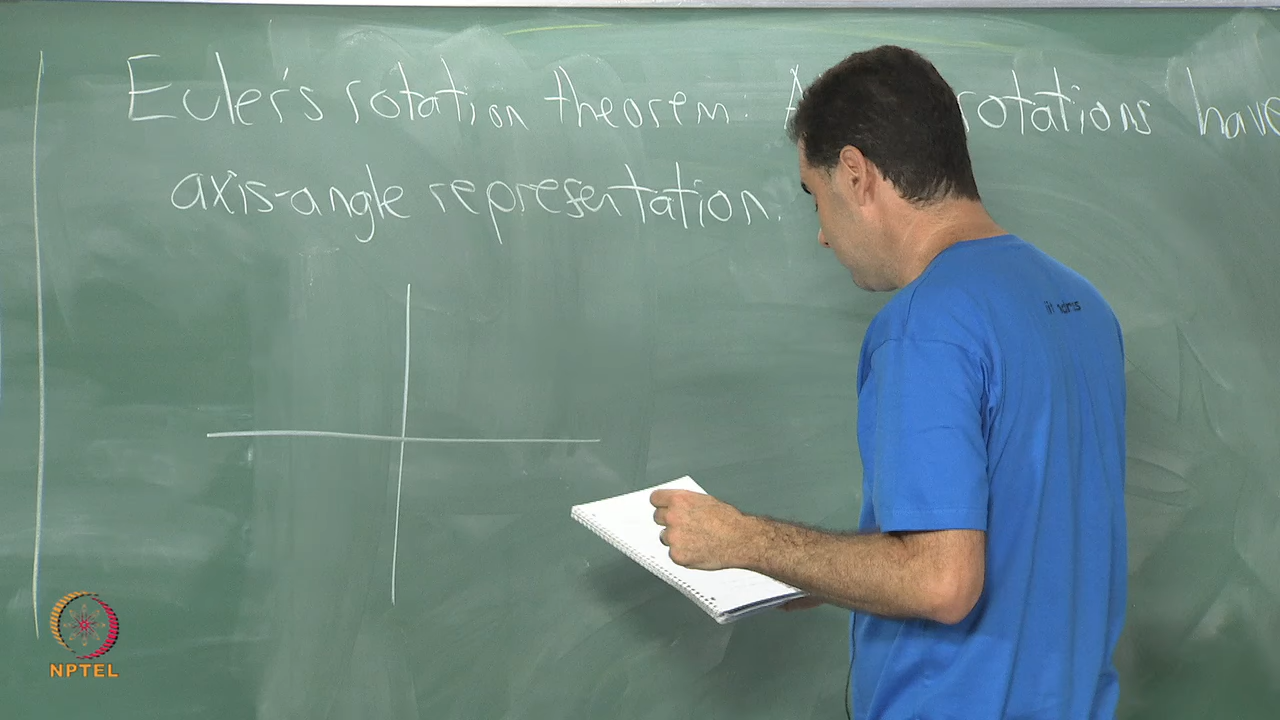 Euler's rotation theorem: A rotations have
axis-angle representation.
NPTEL